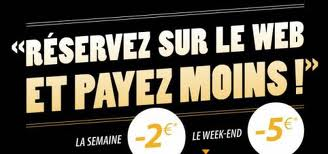 «RÉSERVEZ SUR LE WEB
ET PAYEZ MOINS !»
LA SEMAINE -2€* LE WEEK-END -5€*